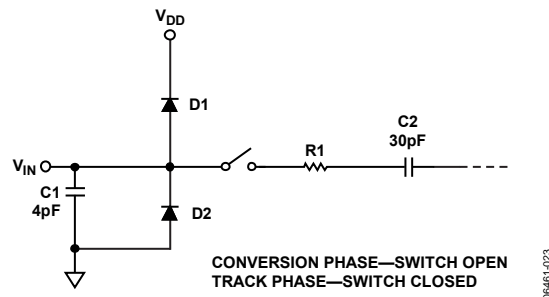 VDD
D1
C2
30pF
R1
VIN
C1
4pF
D2
CONVERSION PHASE—SWITCH OPEN
TRACK PHASE—SWITCH CLOSED
06461-023